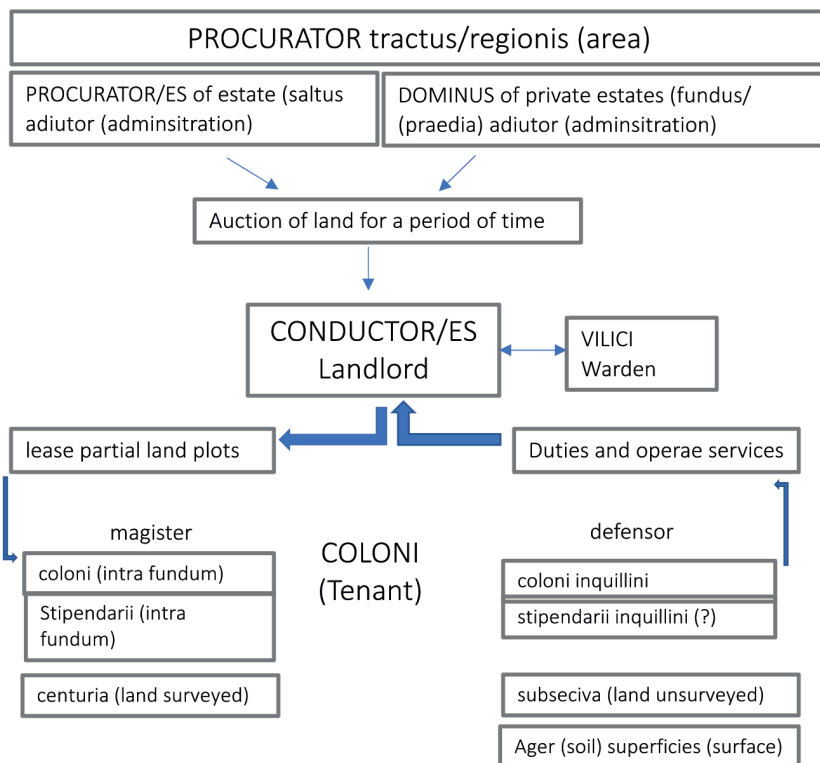 PROCURATOR tractus/regionis (area)
PROCURATOR/ES of estate (saltus
adiutor (adminsitration)
DOMINUS of private estates (fundus/
(praedia) adiutor (adminsitration)
Auction of land for a period of time
CONDUCTOR/ES
Landlord
VILICI
Warden
lease partial land plots
Duties and operae services
magister
defensor
COLONI
(Tenant)
coloni (intra fundum)
Stipendarii (intra
fundum)
centuria (land surveyed)
coloni inquillini
stipendarii inquillini (?)
subseciva (land unsurveyed)
Ager (soil) superficies (surface)